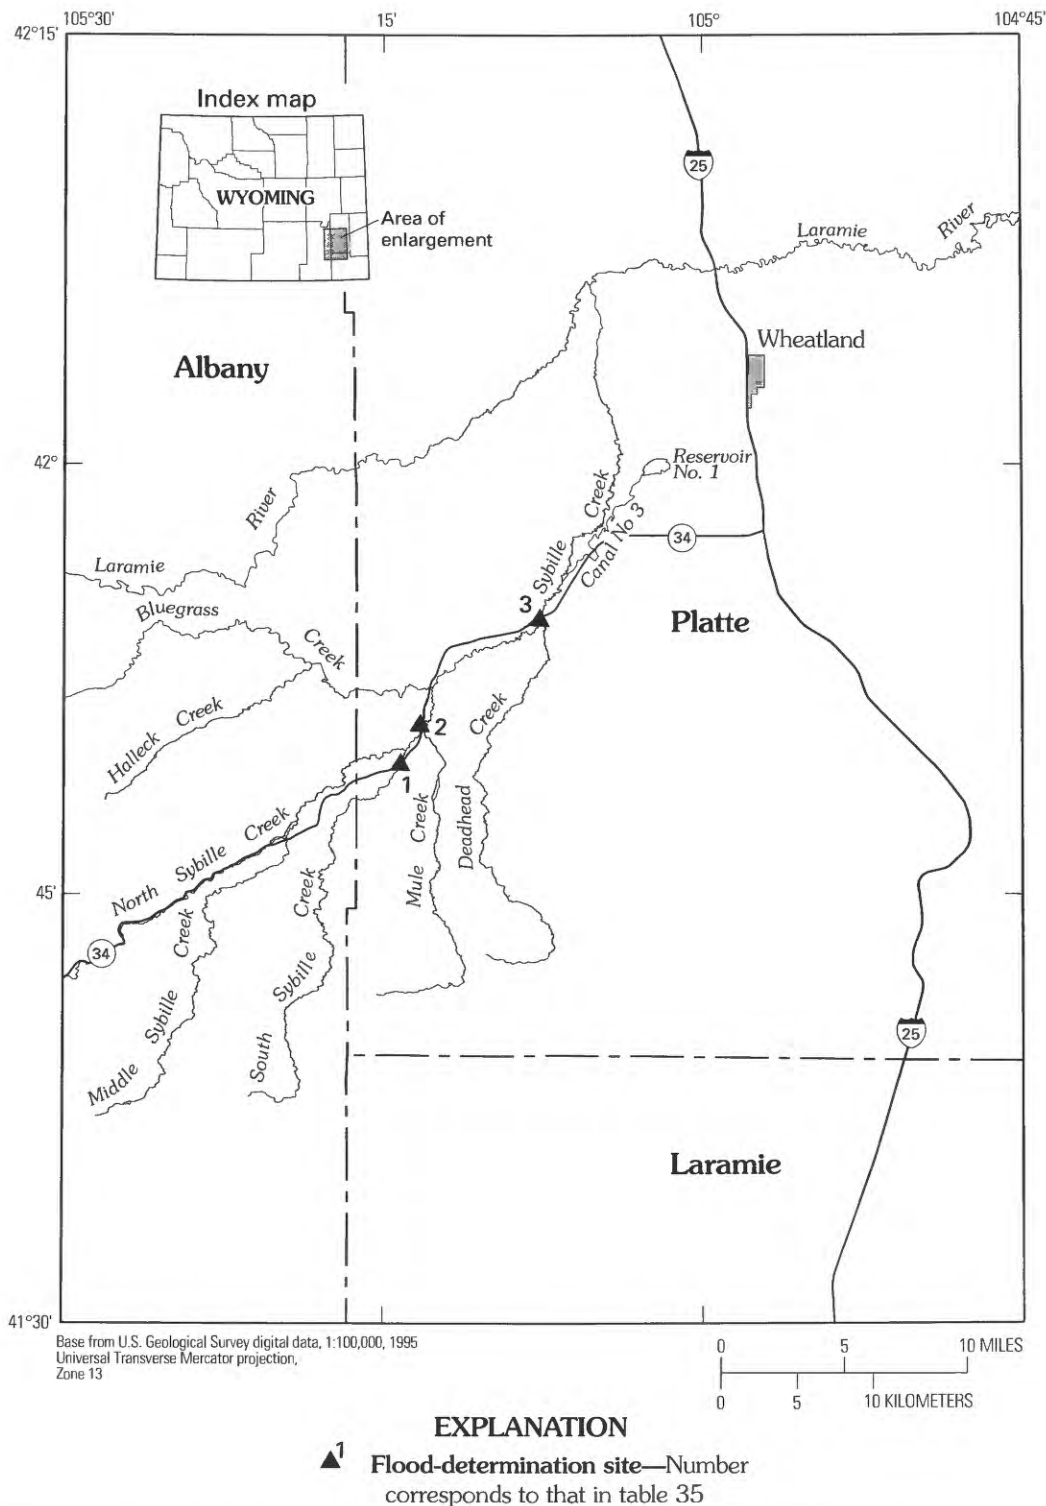 105°30'
15'
105°
104°45'
42°15'
Index map
WYOMING
Area of
enlargement
25
Laramie
River
Wheatland
Albany
Reservoir
No. 1
42°
Creek
River
Canal No 3
34
Sybille
Laramie
Bluegrass
3
Platte
Creek
Creek
Creek
2
Halleck
1
Creek
Creek
Deadhead
Sybille
North
Creek
Mule
45'
Creek
34
Sybille
Sybille
25
South
Middle
Laramie
41°30'
Base from U.S. Geological Survey digital data, 1:100,000, 1995
Universal Transverse Mercator projection,
Zone 13
0 5 10 MILES
0 5 10 KILOMETERS
EXPLANATION
1 Flood-determination site—Number
corresponds to that in table 35